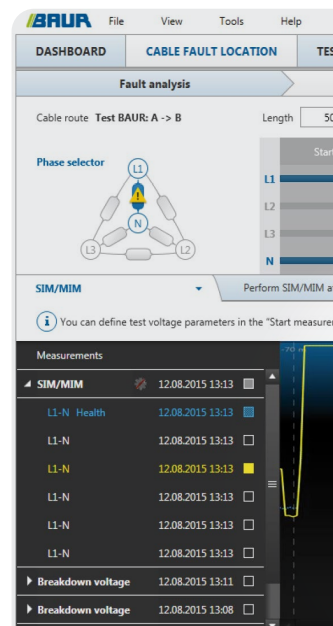 BAUR File View Tools Help
DASHBOARD CABLE FAULT LOCATION
Fault analysis
Cable route Test BAUR: A -> B Length
Phase selector
L1
L1
L2
N
L3
L3 L2
N
SIM/MIM Perform SIM/MIM
You can define test voltage parameters in the "Start
Measurements
SIM/MIM 12.08.2015 13:13
L1-N Health 12.08.2015 13:13
L1-N 12.08.2015 13:13
L1-N 12.08.2015 13:13
L1-N 12.08.2015 13:13
L1-N 12.08.2015 13:13
L1-N 12.08.2015 13:13
Breakdown voltage 12.08.2015 13:11
Breakdown voltage 12.08.2015 13:08